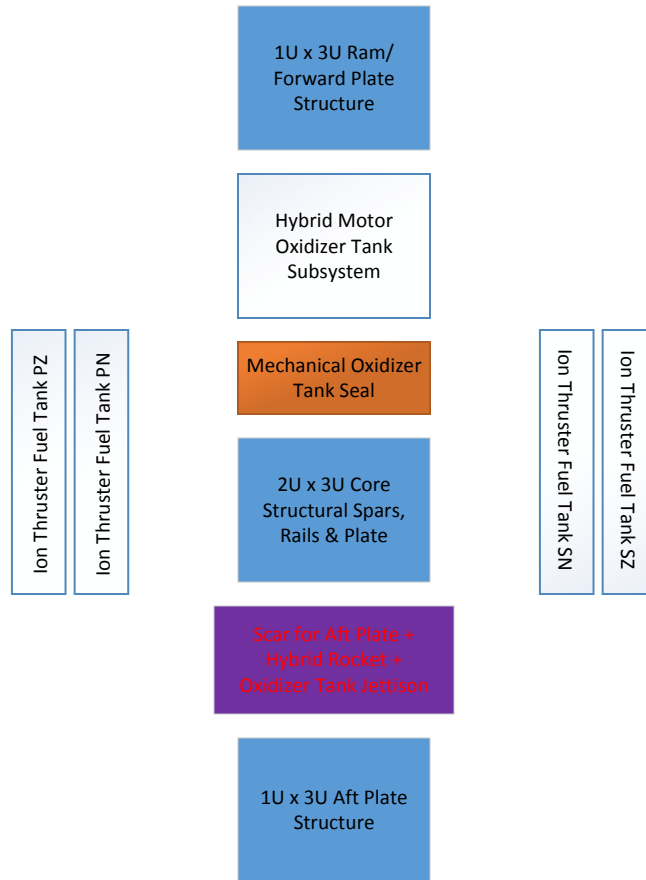 1U x 3U Ram/
Forward Plate
Structure
Hybrid Motor
Oxidizer Tank
Subsystem
Ion Thruster Fuel Tank PZ
Ion Thruster Fuel Tank PN
Mechanical Oxidizer
Tank Seal
Ion Thruster Fuel Tank SN
Ion Thruster Fuel Tank SZ
2U x 3U Core
Structural Spars,
Rails & Plate
Scar for Aft Plate +
Hybrid Rocket +
Oxidizer Tank Jettison
1U x 3U Aft Plate
Structure